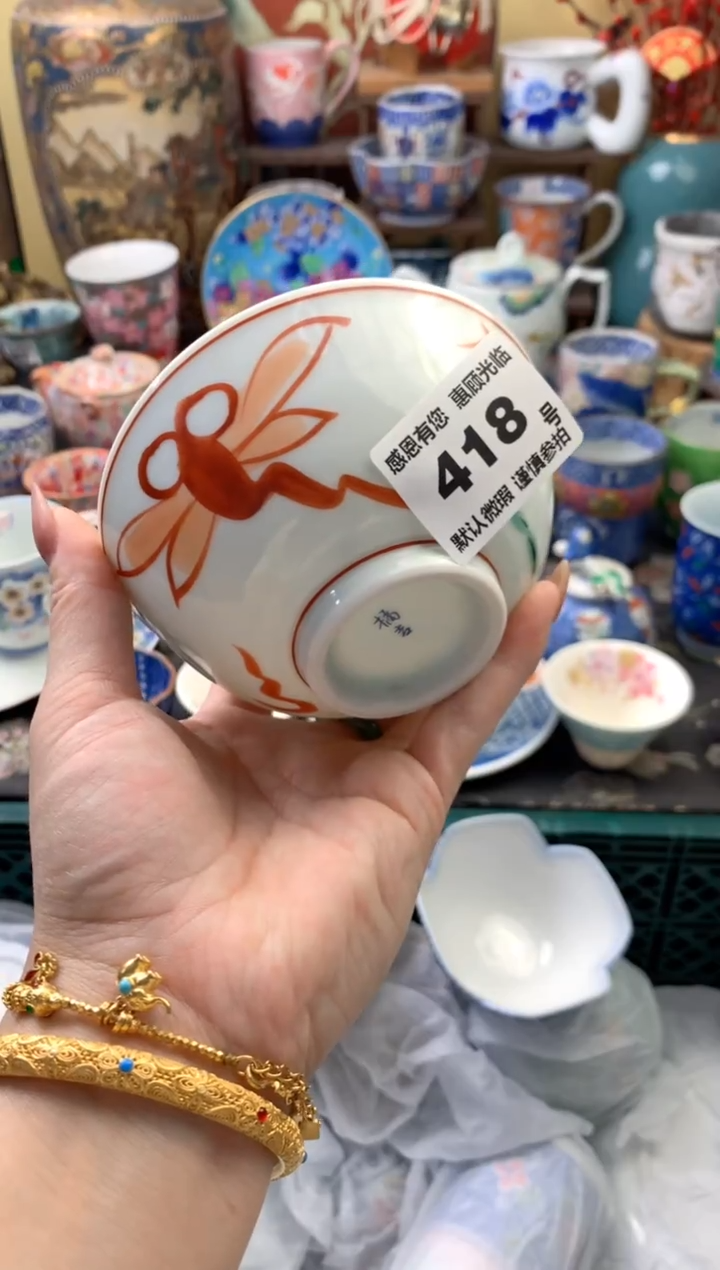 感恩有您 惠顾光临
418 号
默认微瑕 谨慎参拍
橘吉